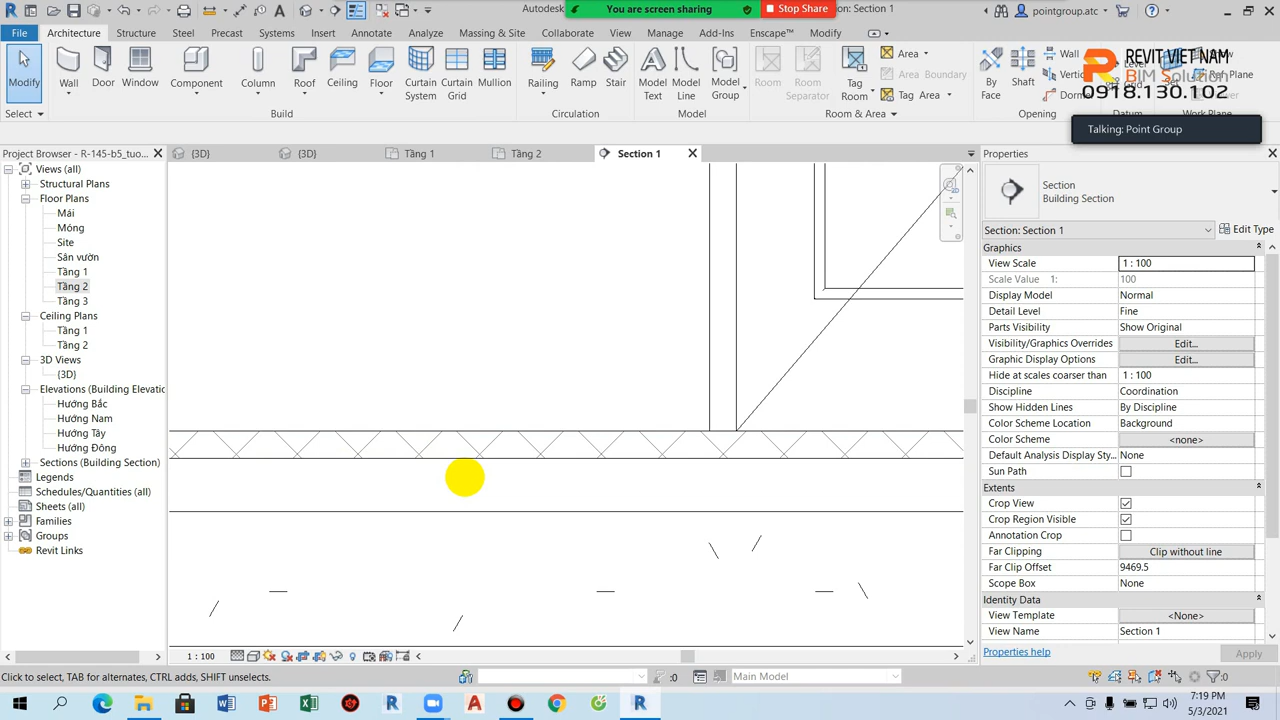 Autodesk
You are screen sharing
Stop Share
Section 1
pointgroup.atc
File Architecture Structure Steel Precast Systems Insert Annotate Analyze Massing & Site Collaborate View Manage Add-Ins Enscape™ Modify
Modify
Wall
Door
Window
Component
Column
Roof
Ceiling
Floor
Curtain System
Curtain Grid
Mullion
Railing
Ramp
Stair
Model Text
Model Line
Model Group
Room
Room Separator
Tag Room
Area
Area Boundary
Tag Area
By Face
Shaft
Wall
REVIT VIET NAM
BIM Solution
0918.130.102
Select
Build
Circulation
Model
Room & Area
Opening
Datum
Work Plane
Talking: Point Group
Project Browser - R-145-b5_tuo...
{3D}
{3D}
Tầng 1
Tầng 2
Section 1
Properties
Views (all)
Structural Plans
Floor Plans
Mái
Móng
Site
Sân vườn
Tầng 1
Tầng 2
Tầng 3
Ceiling Plans
Tầng 1
Tầng 2
3D Views
{3D}
Elevations (Building Elevatio
Hướng Bắc
Hướng Nam
Hướng Tây
Hướng Đông
Sections (Building Section)
Legends
Schedules/Quantities (all)
Sheets (all)
Families
Groups
Revit Links
Section
Building Section
Section: Section 1
Edit Type
Graphics
View Scale 1 : 100
Scale Value 1: 100
Display Model Normal
Detail Level Fine
Parts Visibility Show Original
Visibility/Graphics Overrides Edit...
Graphic Display Options Edit...
Hide at scales coarser than 1 : 100
Discipline Coordination
Show Hidden Lines By Discipline
Color Scheme Location Background
Color Scheme <none>
Default Analysis Display Sty... None
Sun Path
Extents
Crop View
Crop Region Visible
Annotation Crop
Far Clipping Clip without line
Far Clip Offset 9469.5
Scope Box None
Identity Data
View Template <None>
View Name Section 1
Properties help
Apply
1 : 100
Click to select, TAB for alternates, CTRL adds, SHIFT unselects.
:0
Main Model
:0
7:19 PM
5/3/2021